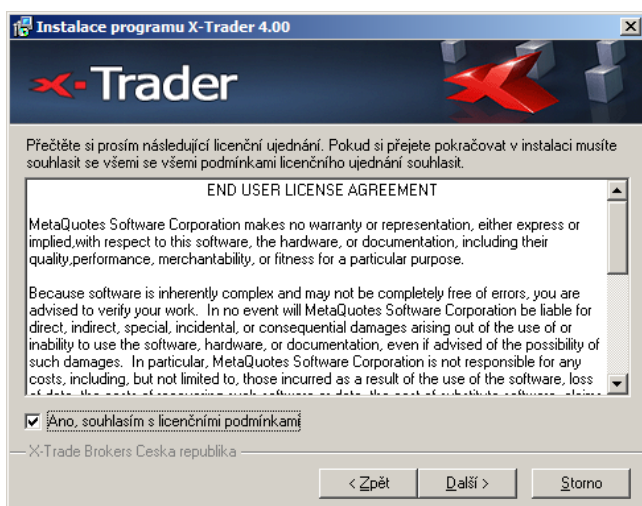 Instalace programu X-Trader 4.00
x-Trader
Přečtěte si prosím následující licenční ujednání. Pokud si přejete pokračovat v instalaci musíte
souhlasit se všemi se všemi podmínkami licenčního ujednání souhlasit.
END USER LICENSE AGREEMENT
MetaQuotes Software Corporation makes no warranty or representation, either express or
implied,with respect to this software, the hardware, or documentation, including their
quality,performance, merchantability, or fitness for a particular purpose.
Because software is inherently complex and may not be completely free of errors, you are
advised to verify your work.  In no event will MetaQuotes Software Corporation be liable for
direct, indirect, special, incidental, or consequential damages arising out of the use of or
inability to use the software, hardware, or documentation, even if advised of the possibility of
such damages.  In particular, MetaQuotes Software Corporation is not responsible for any
costs, including, but not limited to, those incurred as a result of the use of the software, loss
Ano, souhlasím s licenčními podmínkami
X-Trade Brokers Ceska republika
< Zpět
Další >
Storno